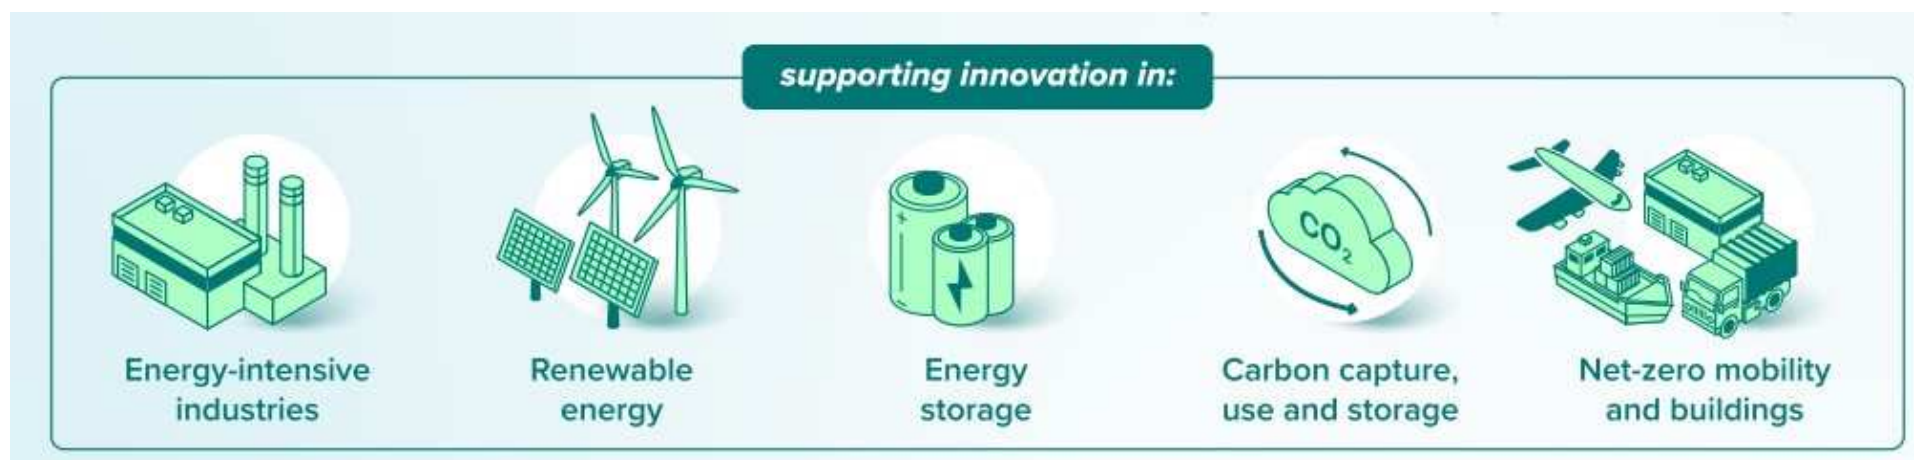 supporting innovation in:
Energy-intensive
industries
Renewable
energy
Energy
storage
CO₂
Carbon capture,
use and storage
Net-zero mobility
and buildings